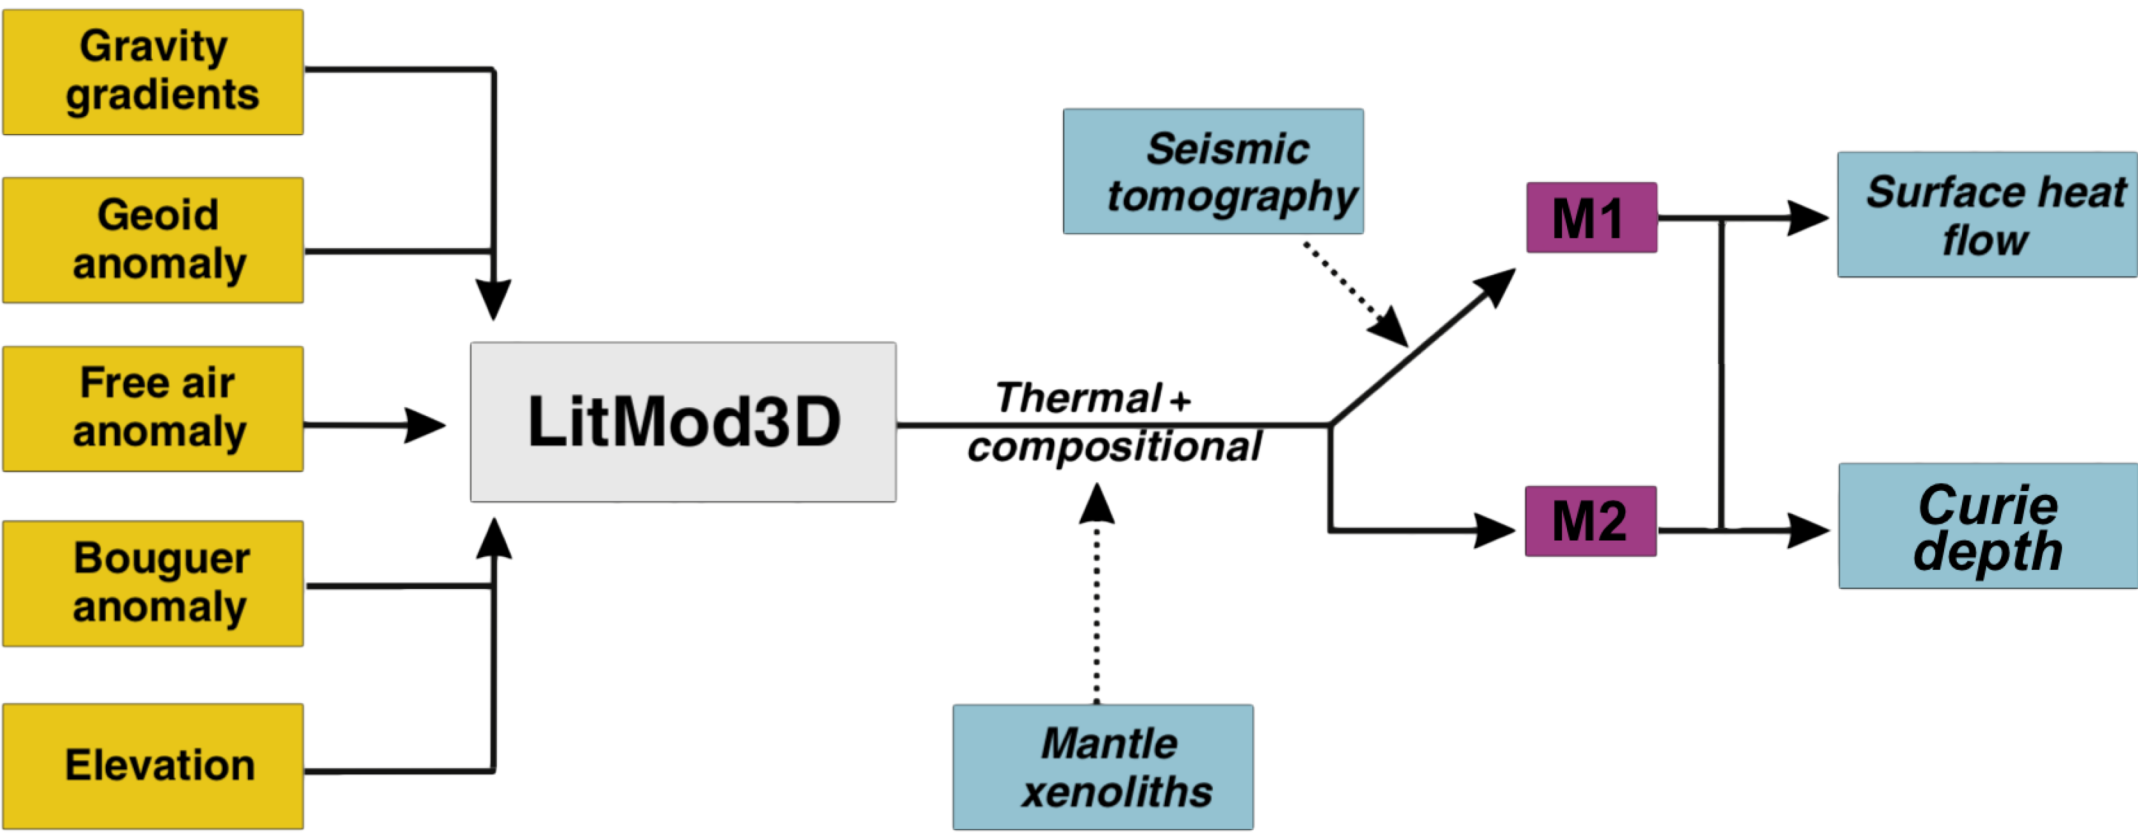 Gravity
gradients
Geoid
anomaly
Free air
anomaly
Bouguer
anomaly
Elevation
LitMod3D
Thermal +
compositional
Seismic
tomography
Mantle
xenoliths
M1
M2
Surface heat
flow
Curie
depth